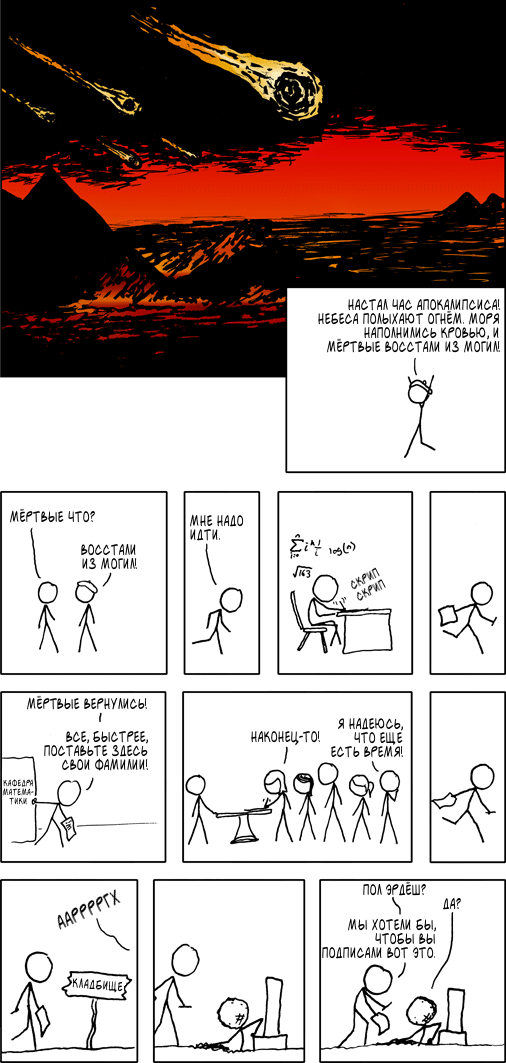 НАСТАЛ ЧАС АПОКАЛИПСИСА!
НЕБЕСА ПОЛЫХАЮТ ОГНЁМ. МОРЯ
НАПОЛНИЛИСЬ КРОВЬЮ, И
МЁРТВЫЕ ВОССТАЛИ ИЗ МОГИЛ!
МЁРТВЫЕ ЧТО?
ВОССТАЛИ
ИЗ МОГИЛ!
МНЕ НАДО
ИДТИ.
log(n)
√163
СКРИП
СКРИП
МЁРТВЫЕ ВЕРНУЛИСЬ!
ВСЕ, БЫСТРЕЕ,
ПОСТАВЬТЕ ЗДЕСЬ
СВОИ ФАМИЛИИ!
КАФЕДРА
МАТЕМА-
ТИКИ
НАКОНЕЦ-ТО!
Я НАДЕЮСЬ,
ЧТО ЕЩЕ
ЕСТЬ ВРЕМЯ!
ААРРРРГХ
КЛАДБИЩЕ
ПОЛ ЭРДЁШ?
ДА?
МЫ ХОТЕЛИ БЫ,
ЧТОБЫ ВЫ
ПОДПИСАЛИ ВОТ ЭТО.